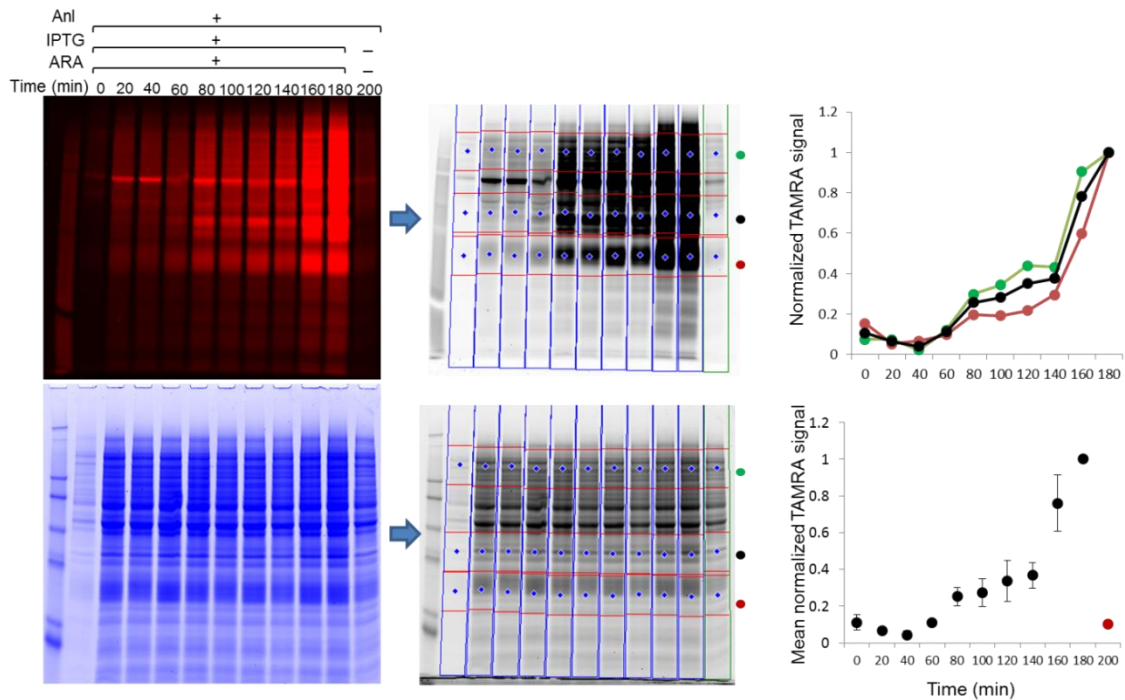 Anl +
IPTG + –
ARA + –
Time (min) 0 20 40 60 80 100 120 140 160 180 200
Normalized TAMRA signal
1.2
1
0.8
0.6
0.4
0.2
0
0 20 40 60 80 100 120 140 160 180
Mean normalized TAMRA signal
1.2
1
0.8
0.6
0.4
0.2
0
0 20 40 60 80 100 120 140 160 180 200
Time (min)